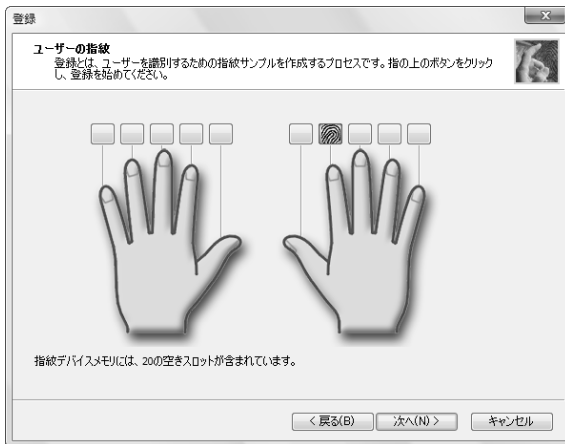 登録
ユーザーの指紋
登録とは、ユーザーを識別するための指紋サンプルを作成するプロセスです。指の上のボタンをクリック
し、登録を始めてください。
指紋デバイスメモリには、20の空きスロットが含まれています。
< 戻る(B) 次へ(N) > キャンセル